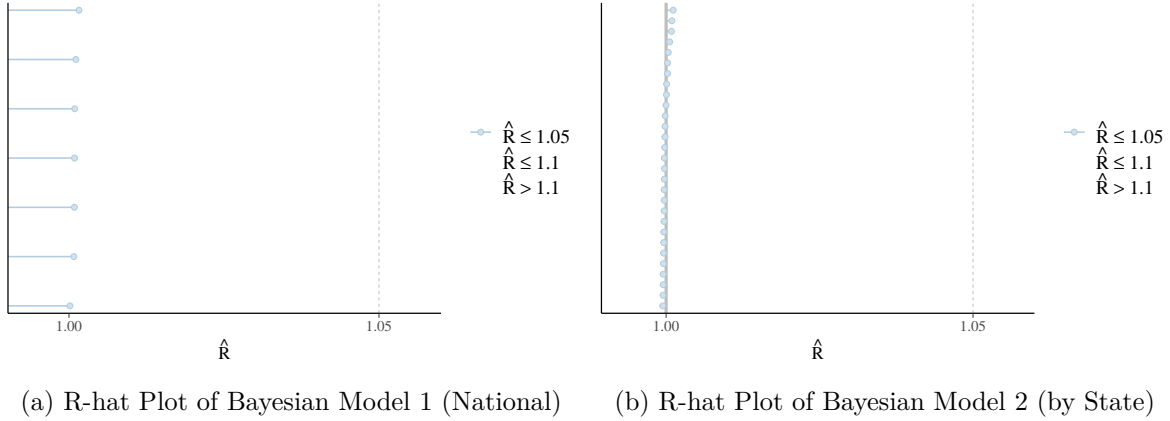 R̂ ≤ 1.05
R̂ ≤ 1.1
R̂ > 1.1
1.00 1.05
R̂
(a) R-hat Plot of Bayesian Model 1 (National)
R̂ ≤ 1.05
R̂ ≤ 1.1
R̂ > 1.1
1.00 1.05
R̂
(b) R-hat Plot of Bayesian Model 2 (by State)